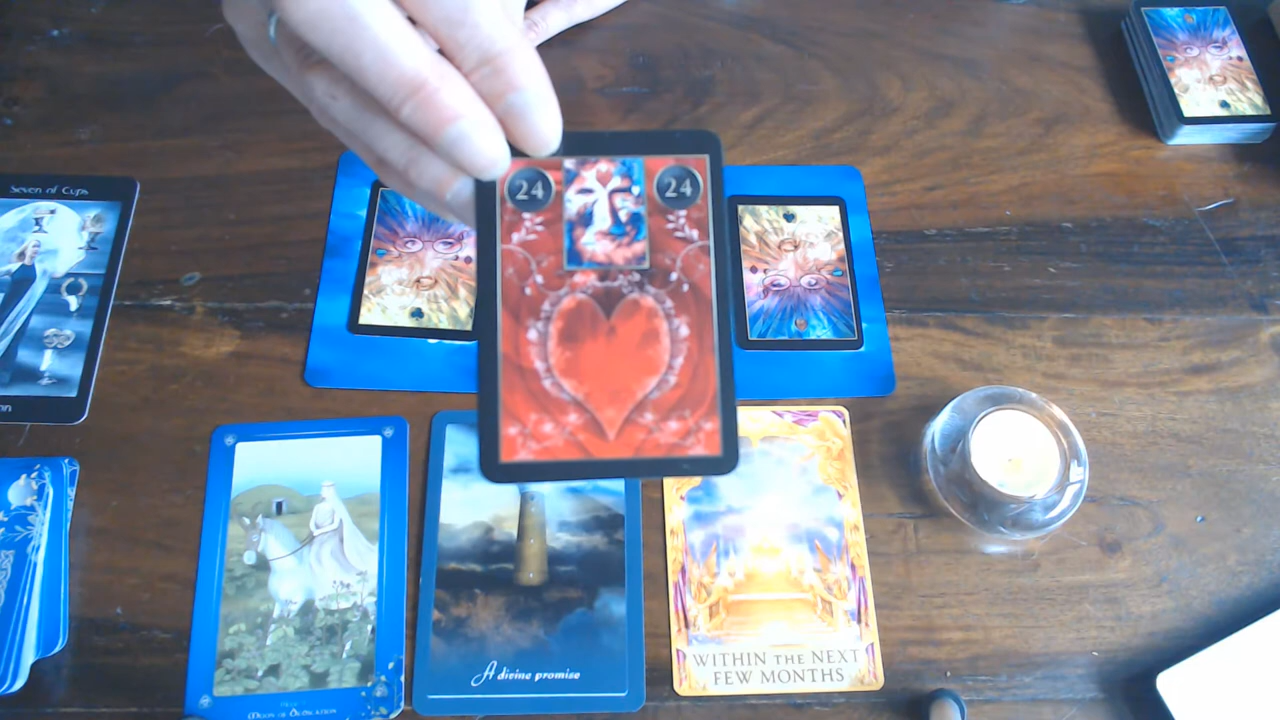 Seven of Cups
24 24
A divine promise
WITHIN THE NEXT
FEW MONTHS